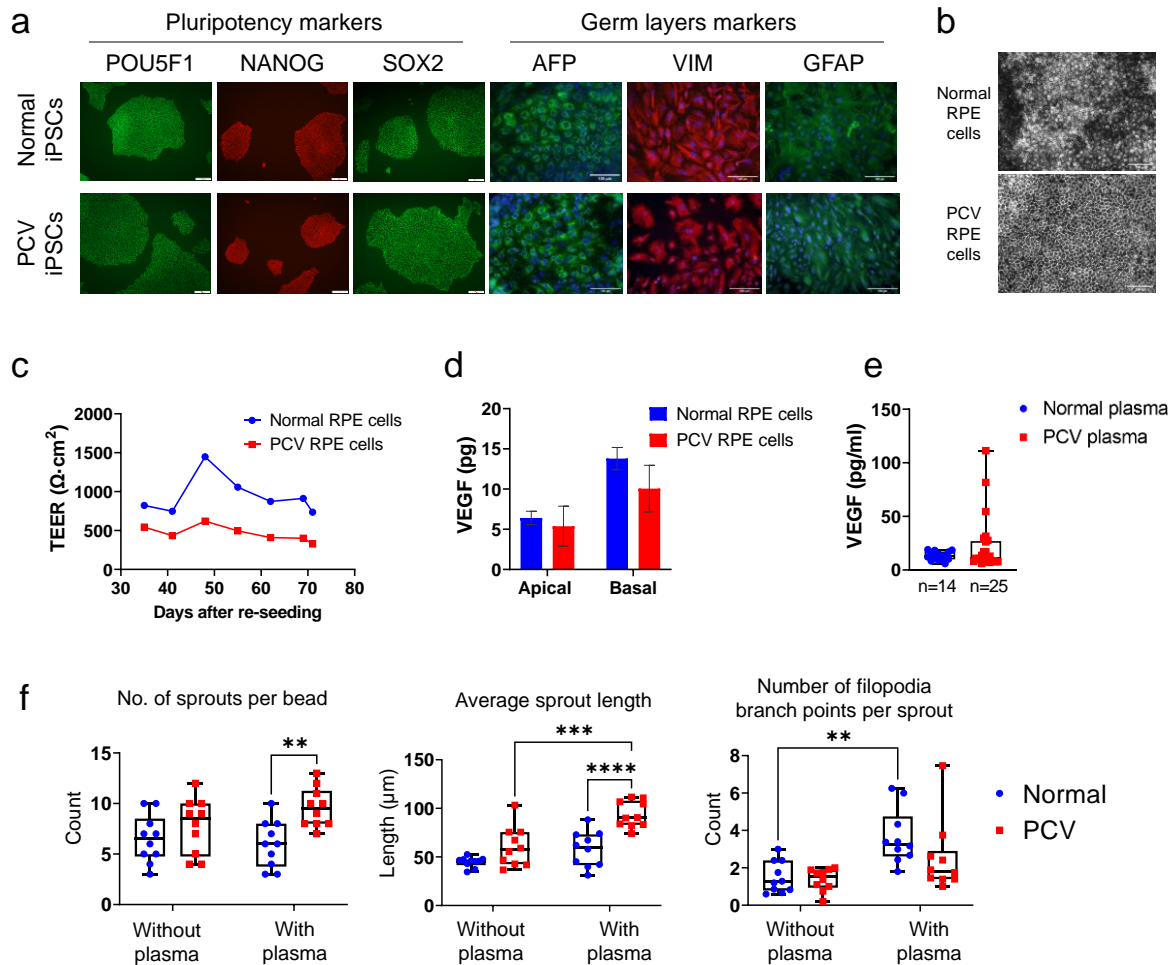 a
Pluripotency markers
Germ layers markers
POU5F1
NANOG
SOX2
AFP
VIM
GFAP
Normal
iPSCs
PCV
iPSCs
b
Normal
RPE
cells
PCV
RPE
cells
c
TEER (Ω·cm²)
2000
1500
1000
500
0
30
40
50
60
70
80
Days after re-seeding
Normal RPE cells
PCV RPE cells
d
VEGF (pg)
20
15
10
5
0
Apical
Basal
Normal RPE cells
PCV RPE cells
e
VEGF (pg/ml)
150
100
50
0
n=14
n=25
Normal plasma
PCV plasma
f
No. of sprouts per bead
Count
15
10
5
0
**
Without
plasma
With
plasma
Average sprout length
Length (µm)
150
100
50
0
***
****
Without
plasma
With
plasma
Number of filopodia
branch points per sprout
Count
8
6
4
2
0
**
Without
plasma
With
plasma
Normal
PCV